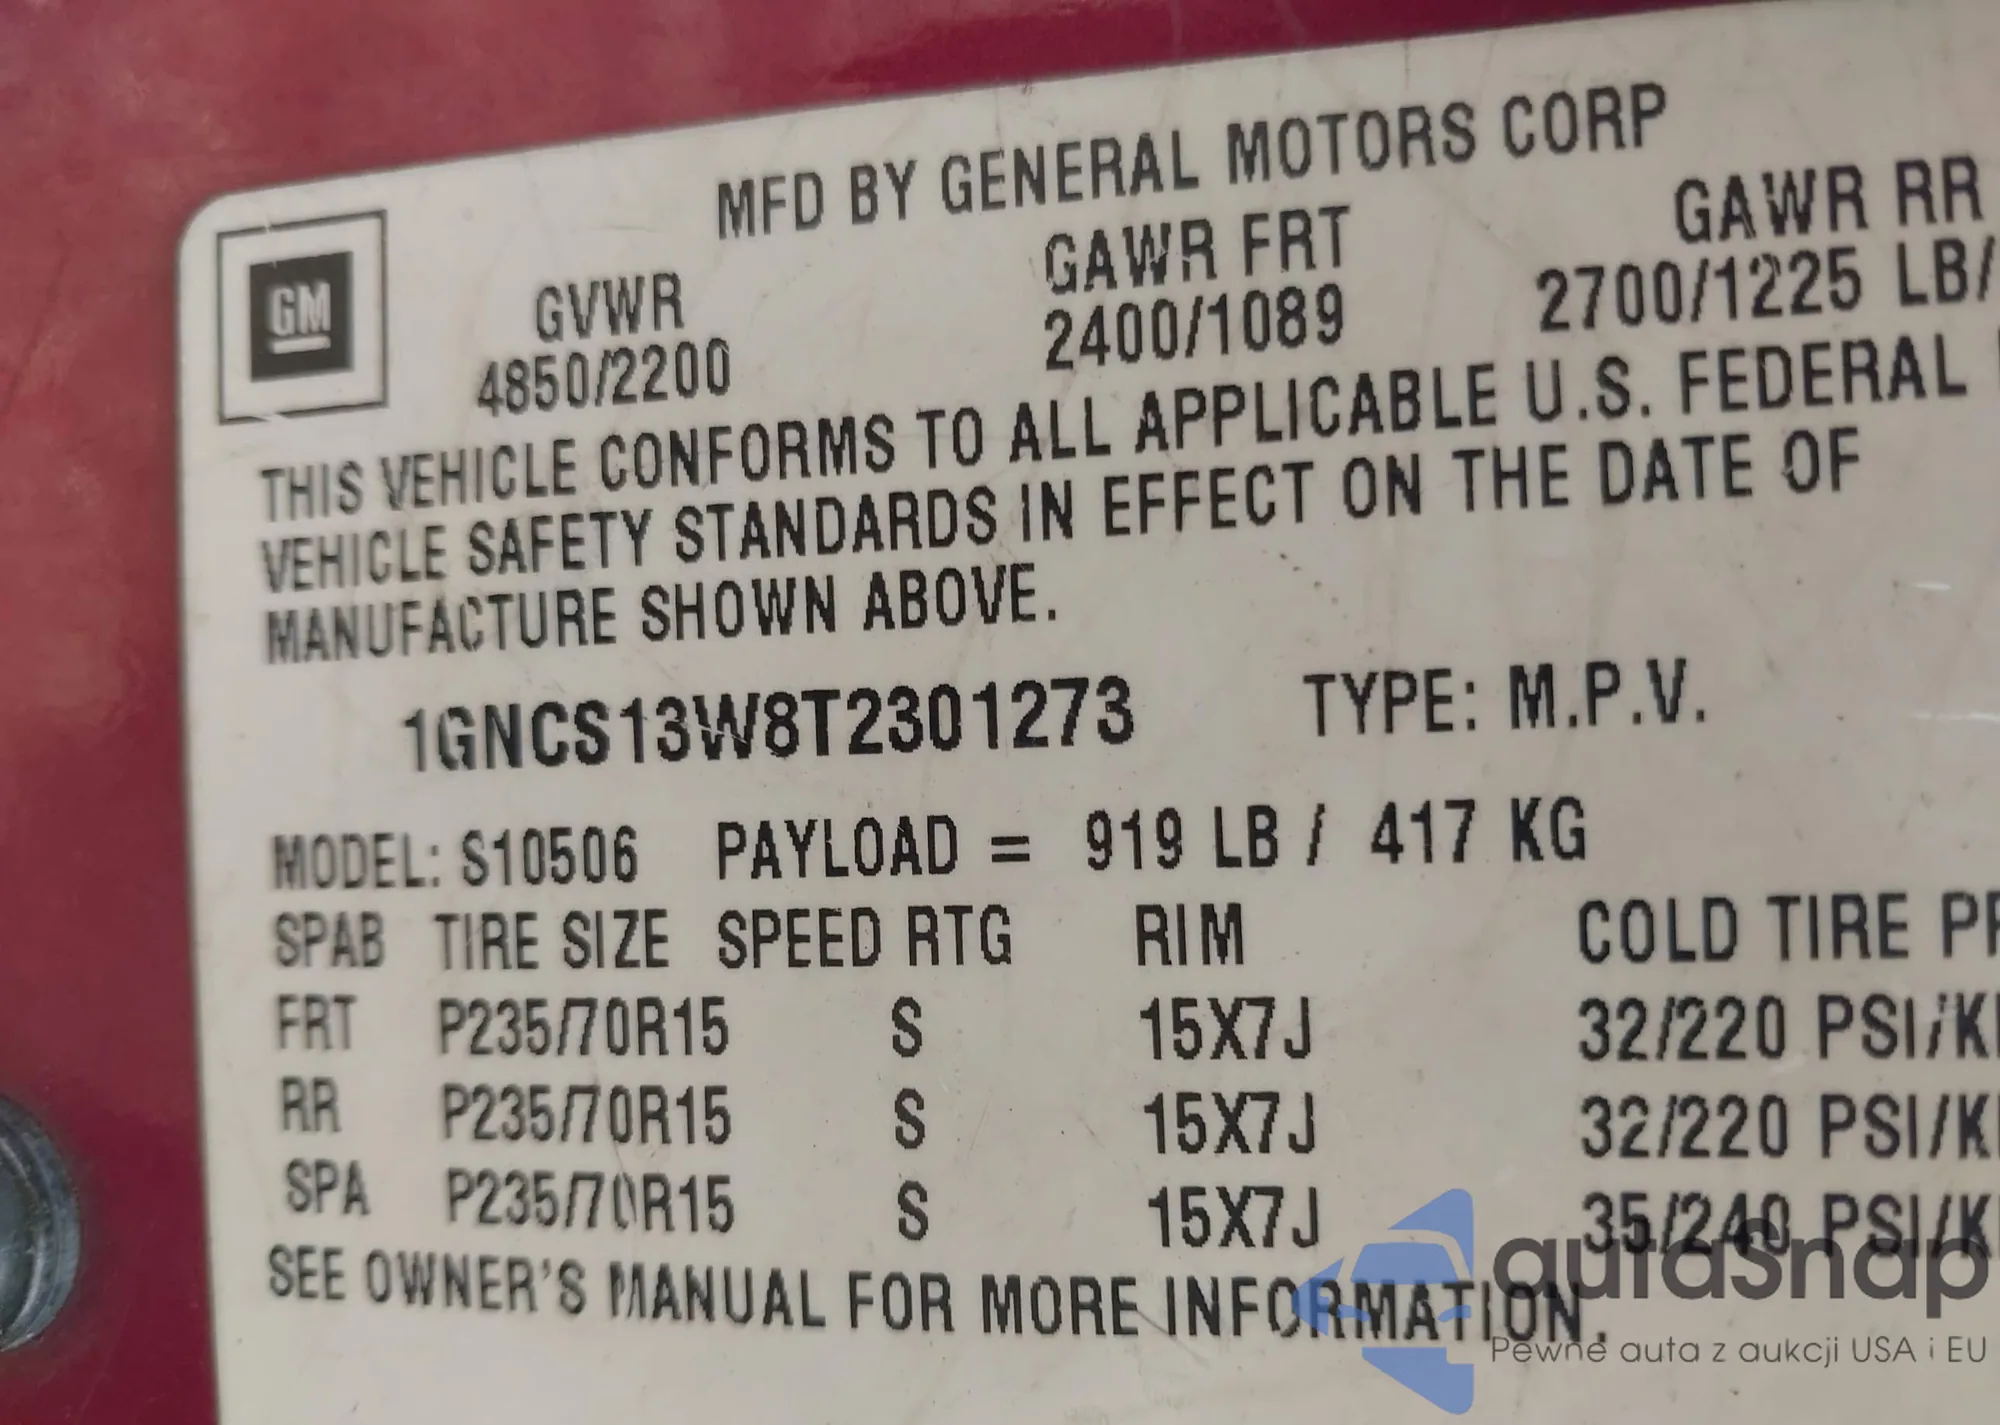 MFD BY GENERAL MOTORS CORP
GM
GVWR GAWR FRT GAWR RR
4850/2200 2400/1089 2700/1225 LB/
THIS VEHICLE CONFORMS TO ALL APPLICABLE U.S. FEDERAL
VEHICLE SAFETY STANDARDS IN EFFECT ON THE DATE OF
MANUFACTURE SHOWN ABOVE.
1GNCS13W8T2301273 TYPE: M.P.V.
MODEL: S10506 PAYLOAD = 919 LB / 417 KG
SPAB TIRE SIZE SPEED RTG RIM COLD TIRE PR
FRT P235/70R15 S 15X7J 32/220 PSI/K
RR P235/70R15 S 15X7J 32/220 PSI/K
SPA P235/70R15 S 15X7J 35/240 PSI/K
SEE OWNER'S MANUAL FOR MORE INFORMATION.
autaSnap
Pewne auta z aukcji USA i EU